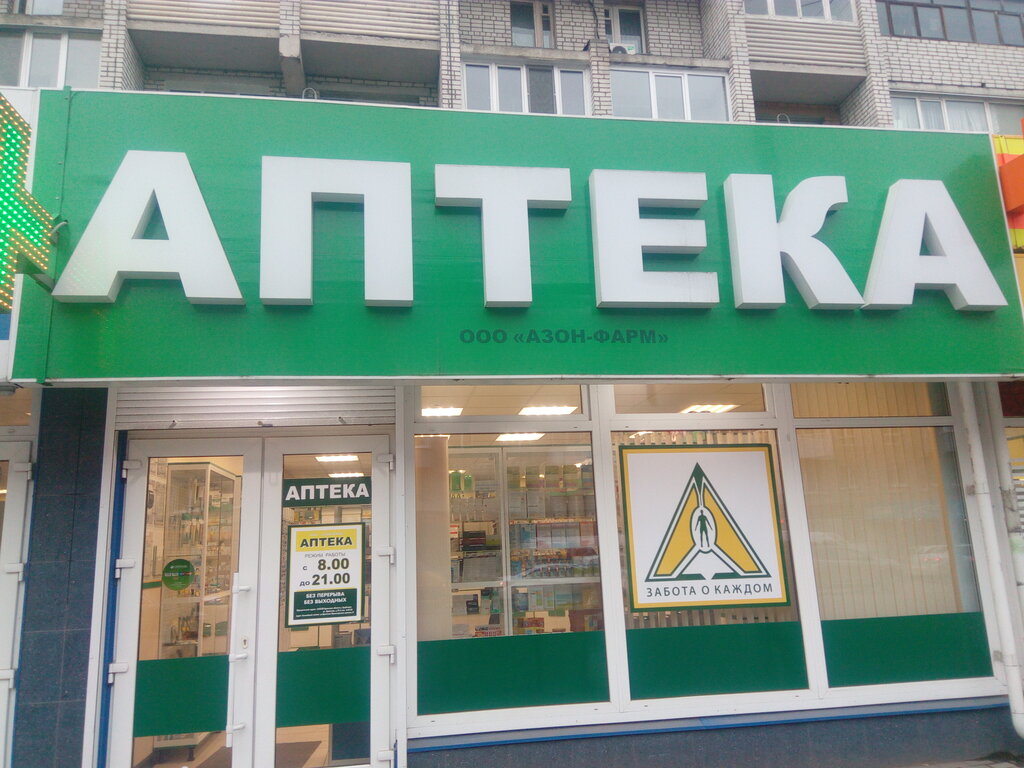 АПТЕКА
ООО «АЗОН-ФАРМ»
АПТЕКА
АПТЕКА
РЕЖИМ РАБОТЫ
с 8.00
до 21.00
БЕЗ ПЕРЕРЫВА
БЕЗ ВЫХОДНЫХ
ЗАБОТА О КАЖДОМ